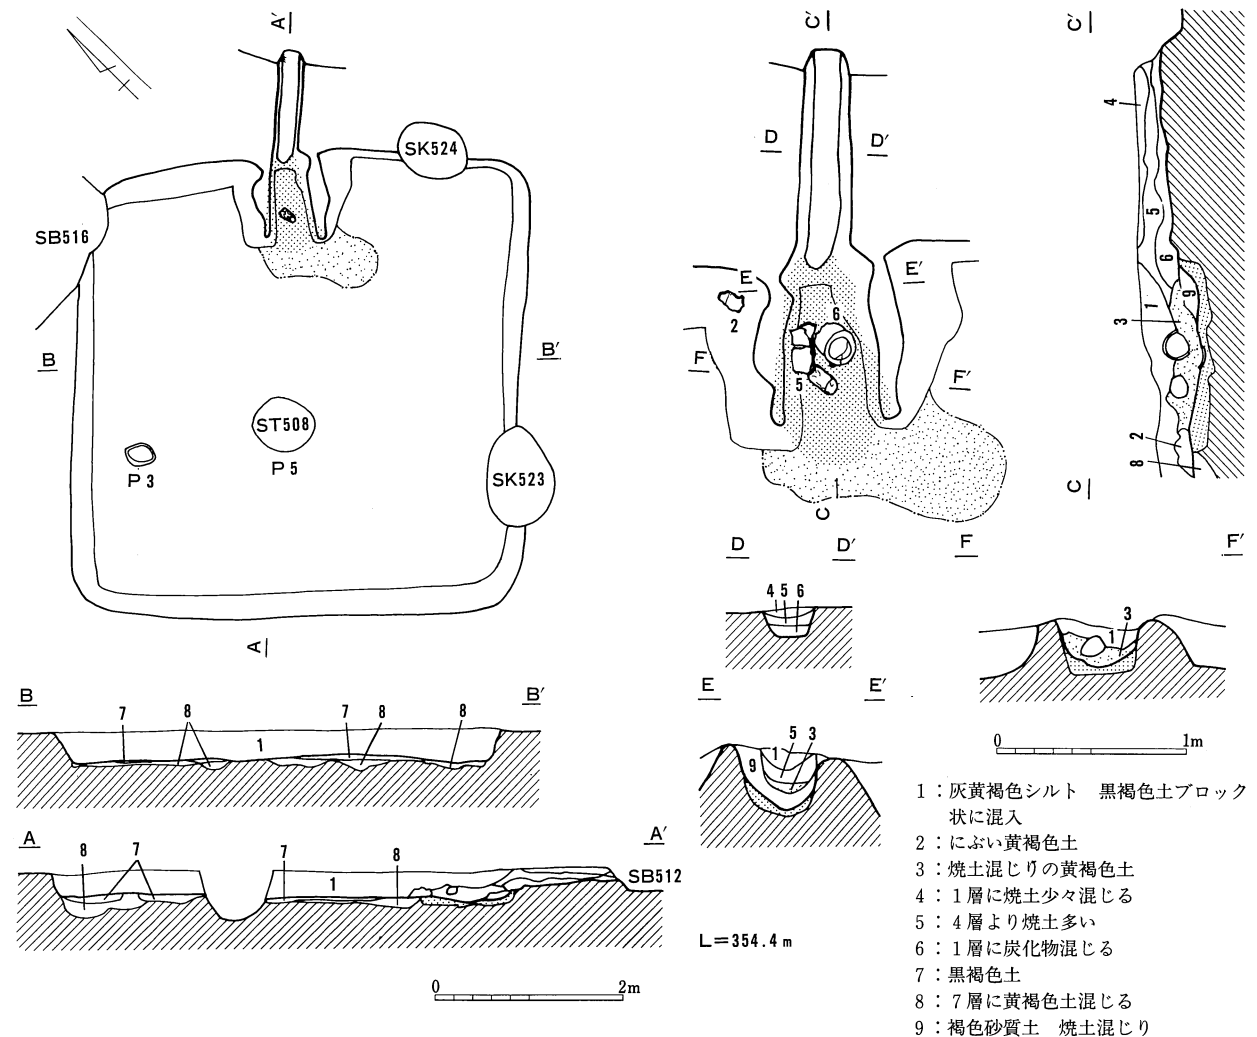 A'
SK524
SB516
B
B'
ST508
P3
P5
SK523
A
C'
D
D'
E
E'
2
6
F
F'
5
C
C'
4
5
6
1
9
3
2
8
C
B
B'
7
8
7
8
8
1
A
A'
8
7
7
1
8
SB512
0
2m
D
D'
4 5 6
E
E'
5 3
1
9
F
F'
3
1
0
1m
L=354.4m
1:灰黄褐色シルト 黒褐色土ブロック
状に混入
2:にぶい黄褐色土
3:焼土混じりの黄褐色土
4:1層に焼土少々混じる
5:4層より焼土多い
6:1層に炭化物混じる
7:黒褐色土
8:7層に黄褐色土混じる
9:褐色砂質土 焼土混じり